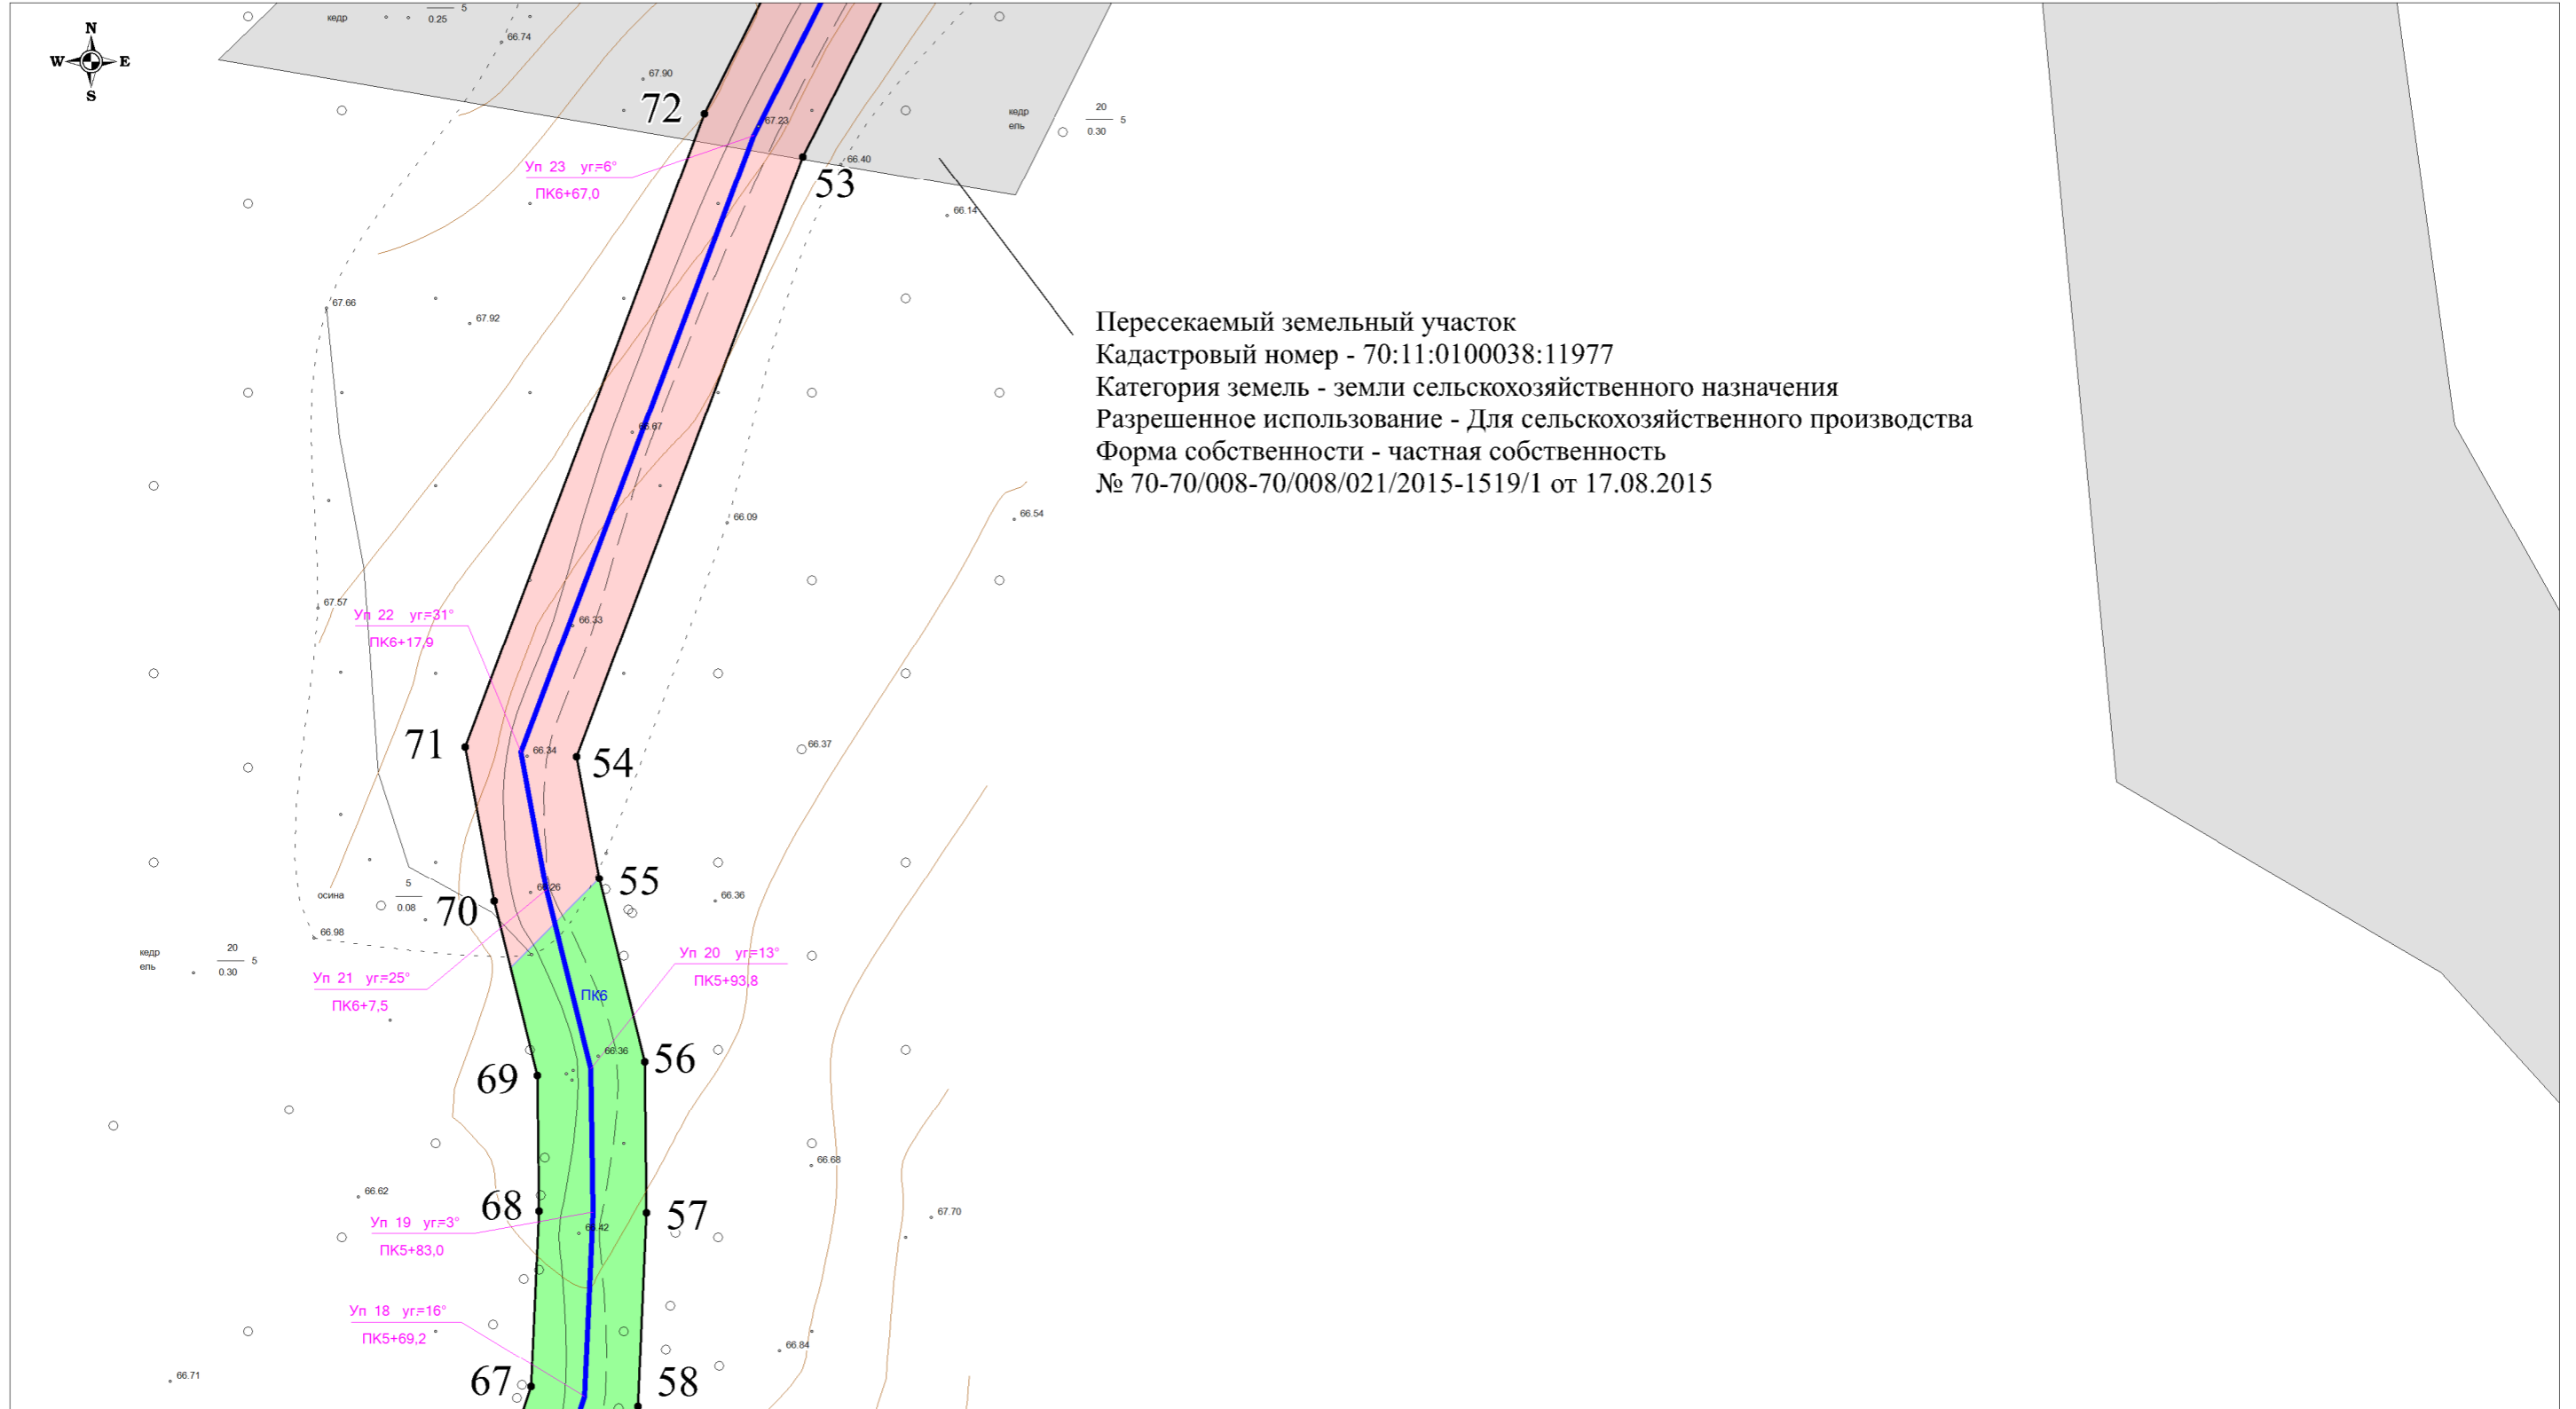 кедр
5
0.25
N
W E
S
66.74
67.90
72
67.23
кедр
ель
20
0.30
5
66.40
Уп 23 уг.=6°
ПК6+67,0
53
66.14
67.66
67.92
Пересекаемый земельный участок
Кадастровый номер - 70:11:0100038:11977
Категория земель - земли сельскохозяйственного назначения
Разрешенное использование - Для сельскохозяйственного производства
Форма собственности - частная собственность
№ 70-70/008-70/008/021/2015-1519/1 от 17.08.2015
66.09
66.54
67.57
Уп 22 уг.=31°
ПК6+17,9
66.33
71
66.34
54
66.37
55
66.26
66.36
осина
5
0.08
70
66.98
кедр
ель
20
0.30
5
Уп 20 уг.=13°
ПК5+93,8
Уп 21 уг.=25°
ПК6+7,5
ПК6
66.36
56
69
66.68
66.62
68
57
67.70
Уп 19 уг.=3°
ПК5+83,0
Уп 18 уг.=16°
ПК5+69,2
66.84
66.71
67
58